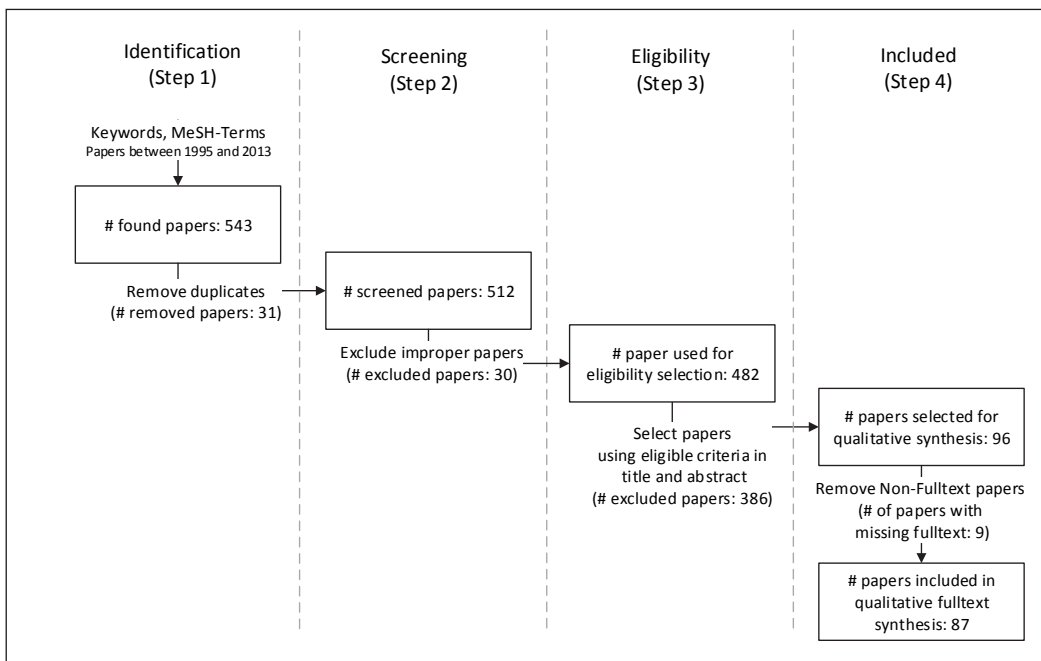 Identification
(Step 1)
Screening
(Step 2)
Eligibility
(Step 3)
Included
(Step 4)
Keywords, MeSH-Terms
Papers between 1995 and 2013
# found papers: 543
Remove duplicates
(# removed papers: 31)
# screened papers: 512
Exclude improper papers
(# excluded papers: 30)
# paper used for
eligibility selection: 482
Select papers
using eligible criteria in
title and abstract
(# excluded papers: 386)
# papers selected for
qualitative synthesis: 96
Remove Non-Fulltext papers
(# of papers with
missing fulltext: 9)
# papers included in
qualitative fulltext
synthesis: 87